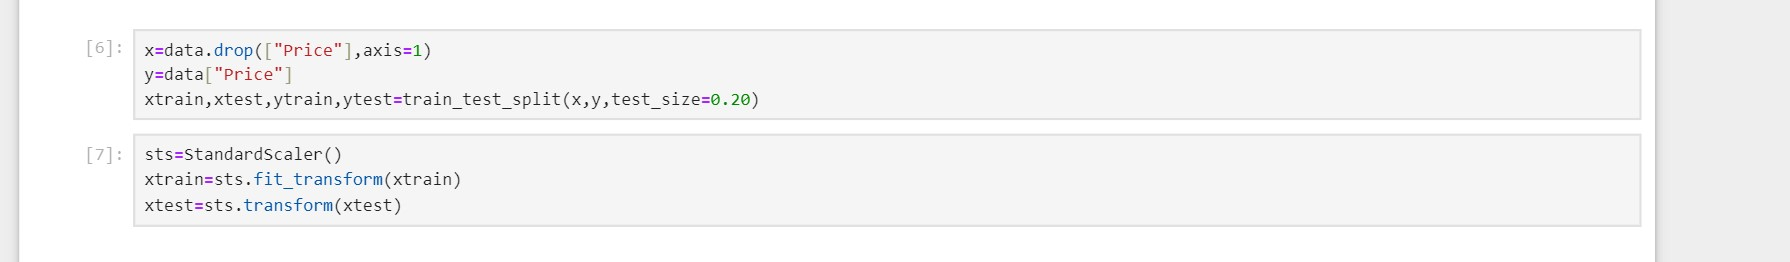 [6]:
x=data.drop(["Price"],axis=1)
y=data["Price"]
xtrain,xtest,ytrain,ytest=train_test_split(x,y,test_size=0.20)
[7]:
sts=StandardScaler()
xtrain=sts.fit_transform(xtrain)
xtest=sts.transform(xtest)